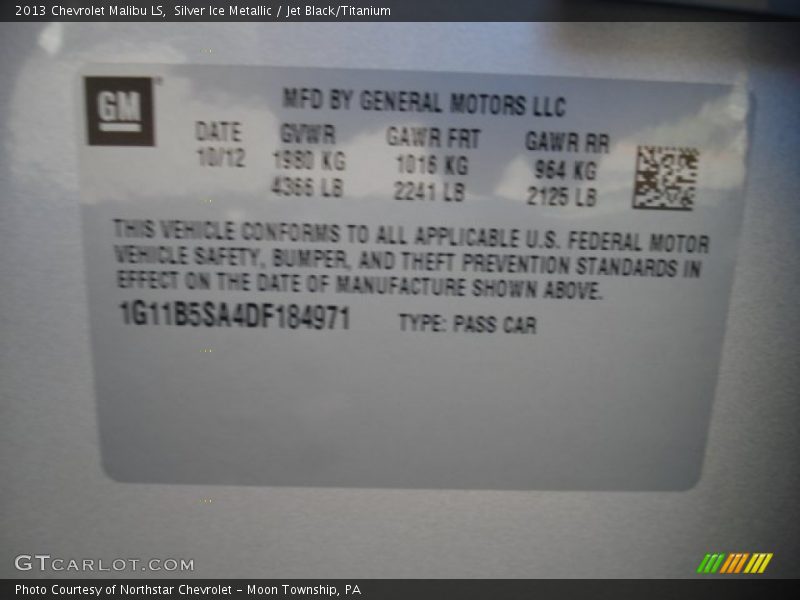 2013 Chevrolet Malibu LS, Silver Ice Metallic / Jet Black/Titanium
GM
MFD BY GENERAL MOTORS LLC
DATE GVWR GAWR FRT GAWR RR
10/12 1980 KG 1016 KG 964 KG
4366 LB 2241 LB 2125 LB
THIS VEHICLE CONFORMS TO ALL APPLICABLE U.S. FEDERAL MOTOR
VEHICLE SAFETY, BUMPER, AND THEFT PREVENTION STANDARDS IN
EFFECT ON THE DATE OF MANUFACTURE SHOWN ABOVE.
1G11B5SA4DF184971 TYPE: PASS CAR
GTCARLOT.COM
Photo Courtesy of Northstar Chevrolet - Moon Township, PA